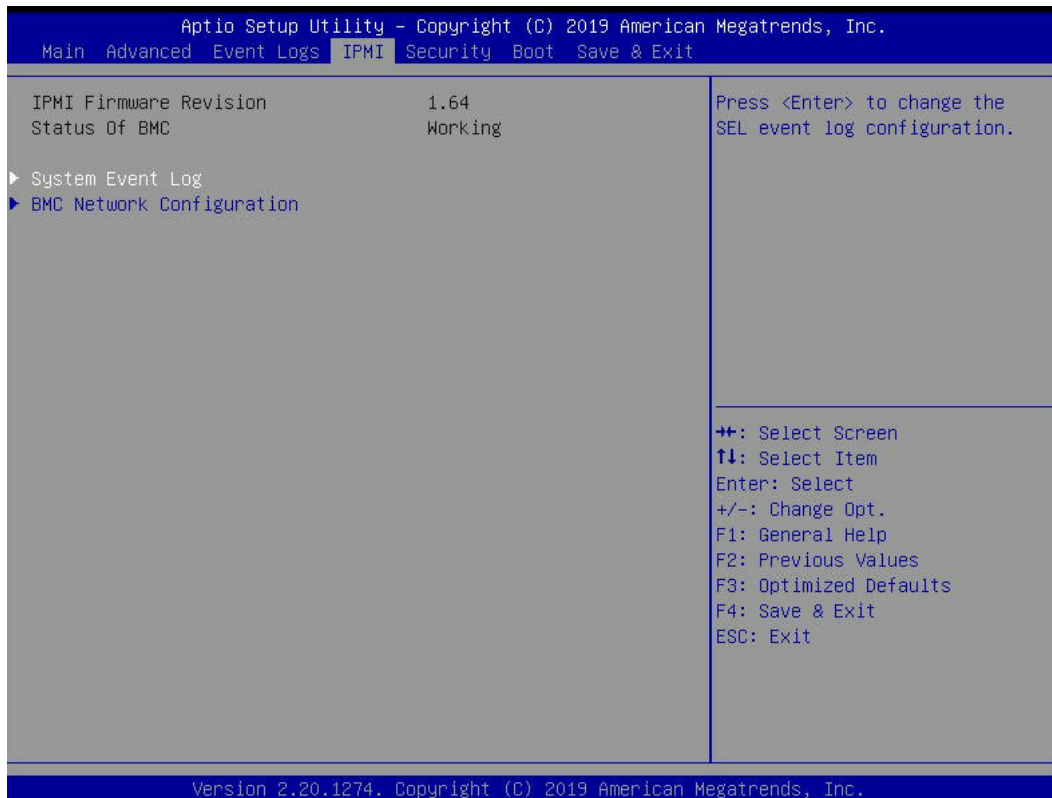 Aptio Setup Utility – Copyright (C) 2019 American Megatrends, Inc.
Main Advanced Event Logs IPMI Security Boot Save & Exit
IPMI Firmware Revision 1.64
Status Of BMC Working
▶ System Event Log
▶ BMC Network Configuration
Press <Enter> to change the
SEL event log configuration.
→←: Select Screen
↑↓: Select Item
Enter: Select
+/-: Change Opt.
F1: General Help
F2: Previous Values
F3: Optimized Defaults
F4: Save & Exit
ESC: Exit
Version 2.20.1274. Copyright (C) 2019 American Megatrends, Inc.